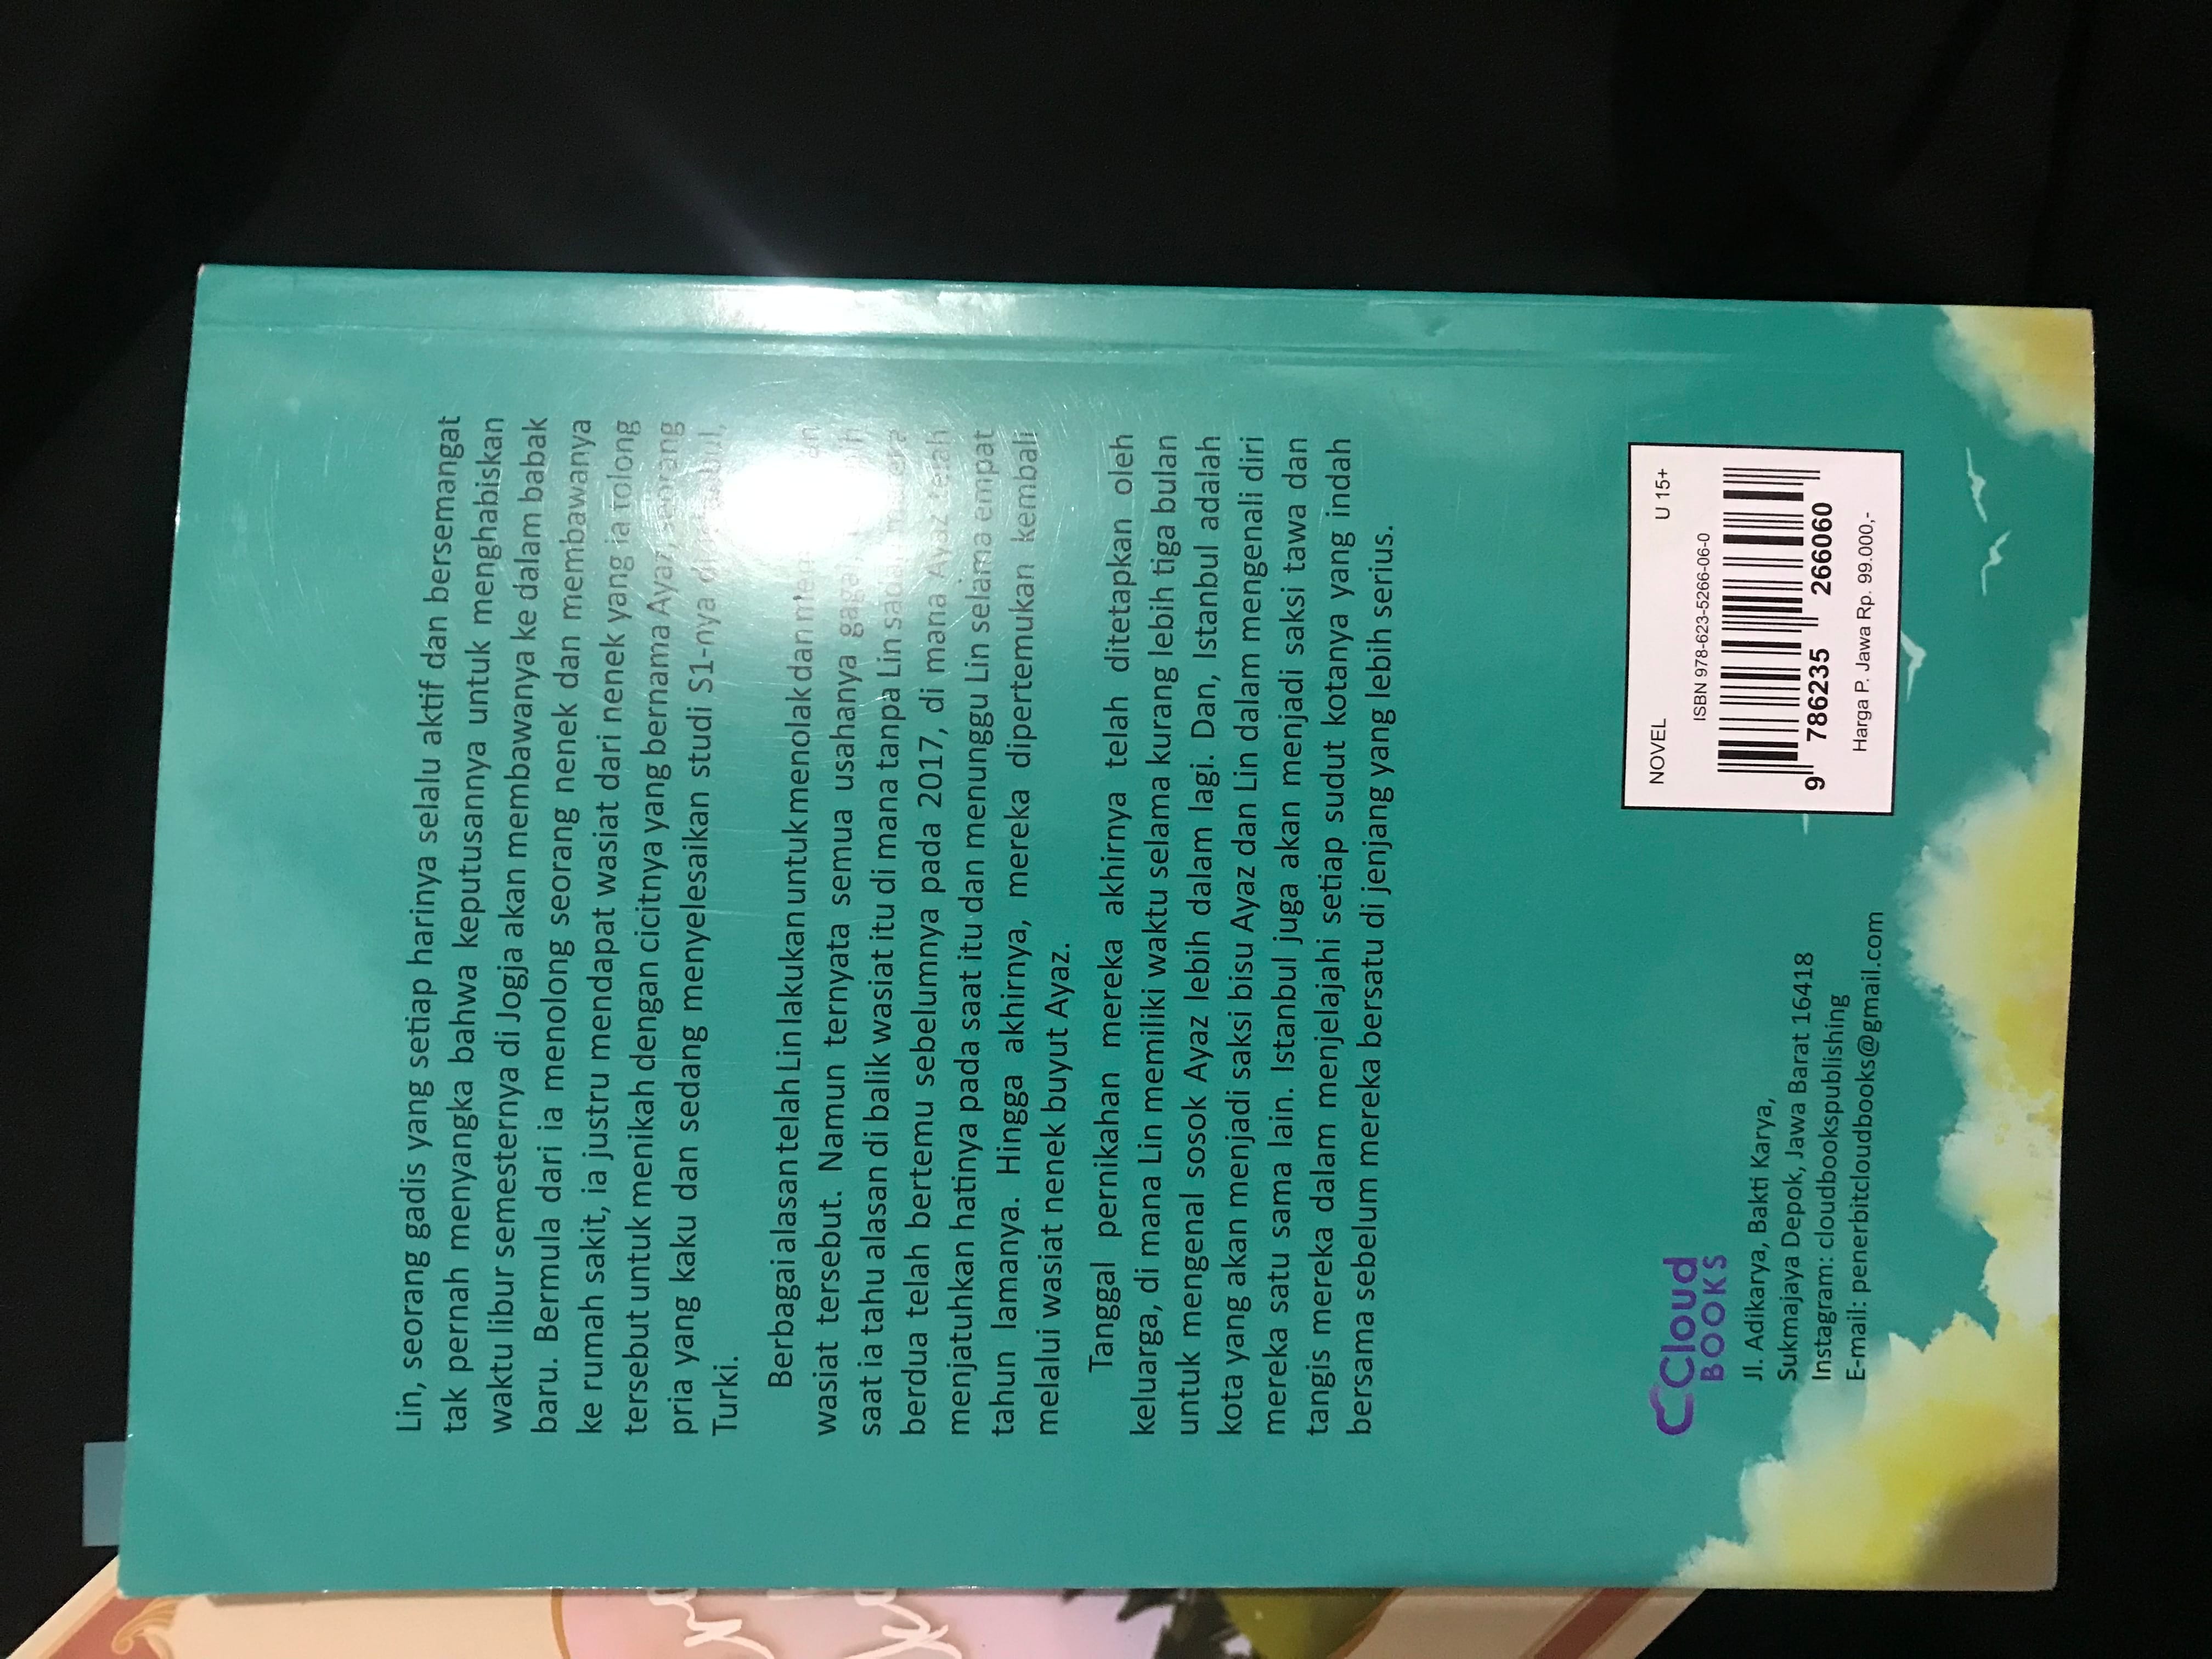 Lin, seorang gadis yang setiap harinya selalu aktif dan bersemangat
tak pernah menyangka bahwa keputusannya untuk menghabiskan
waktu libur semesternya di Jogja akan membawanya ke dalam babak
baru. Bermula dari ia menolong seorang nenek dan membawanya
ke rumah sakit, ia justru mendapat wasiat dari nenek yang ia tolong
tersebut untuk menikah dengan cicitnya yang bernama Ayaz, seorang
pria yang kaku dan sedang menyelesaikan studi S1-nya
Turki.
Berbagai alasan telah Lin lakukan untuk menolak dan
wasiat tersebut. Namun ternyata semua usahanya gagal,
saat ia tahu alasan di balik wasiat itu di mana tanpa Lin
berdua telah bertemu sebelumnya pada 2017, di mana Ayaz telah
menjatuhkan hatinya pada saat itu dan menunggu Lin selama empat
tahun lamanya. Hingga akhirnya, mereka dipertemukan kembali
melalui wasiat nenek buyut Ayaz.
Tanggal pernikahan mereka akhirnya telah ditetapkan oleh
keluarga, di mana Lin memiliki waktu selama kurang lebih tiga bulan
untuk mengenal sosok Ayaz lebih dalam lagi. Dan, Istanbul adalah
kota yang akan menjadi saksi bisu Ayaz dan Lin dalam mengenali diri
mereka satu sama lain. Istanbul juga akan menjadi saksi tawa dan
tangis mereka dalam menjelajahi setiap sudut kotanya yang indah
bersama sebelum mereka bersatu di jenjang yang lebih serius.
Cloud
BOOKS
Jl. Adikarya, Bakti Karya,
Sukmajaya Depok, Jawa Barat 16418
Instagram: cloudbookspublishing
E-mail: penerbitcloudbooks@gmail.com
NOVEL U 15+
ISBN 978-623-5266-06-0
9 786235 266060
Harga P. Jawa Rp. 99.000,-